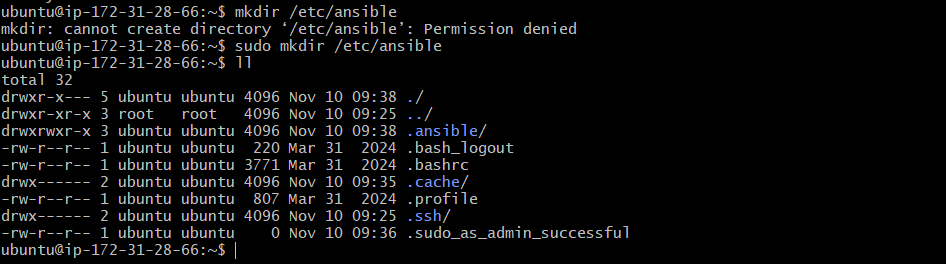 ubuntu@ip-172-31-28-66:~$ mkdir /etc/ansible
mkdir: cannot create directory ‘/etc/ansible’: Permission denied
ubuntu@ip-172-31-28-66:~$ sudo mkdir /etc/ansible
ubuntu@ip-172-31-28-66:~$ ll
total 32
drwxr-x--- 5 ubuntu ubuntu 4096 Nov 10 09:38 ./
drwxr-xr-x 3 root   root   4096 Nov 10 09:25 ../
drwxrwxr-x 3 ubuntu ubuntu 4096 Nov 10 09:38 .ansible/
-rw-r--r-- 1 ubuntu ubuntu  220 Mar 31  2024 .bash_logout
-rw-r--r-- 1 ubuntu ubuntu 3771 Mar 31  2024 .bashrc
drwx------ 2 ubuntu ubuntu 4096 Nov 10 09:35 .cache/
-rw-r--r-- 1 ubuntu ubuntu  807 Mar 31  2024 .profile
drwx------ 2 ubuntu ubuntu 4096 Nov 10 09:25 .ssh/
-rw-r--r-- 1 ubuntu ubuntu    0 Nov 10 09:36 .sudo_as_admin_successful
ubuntu@ip-172-31-28-66:~$